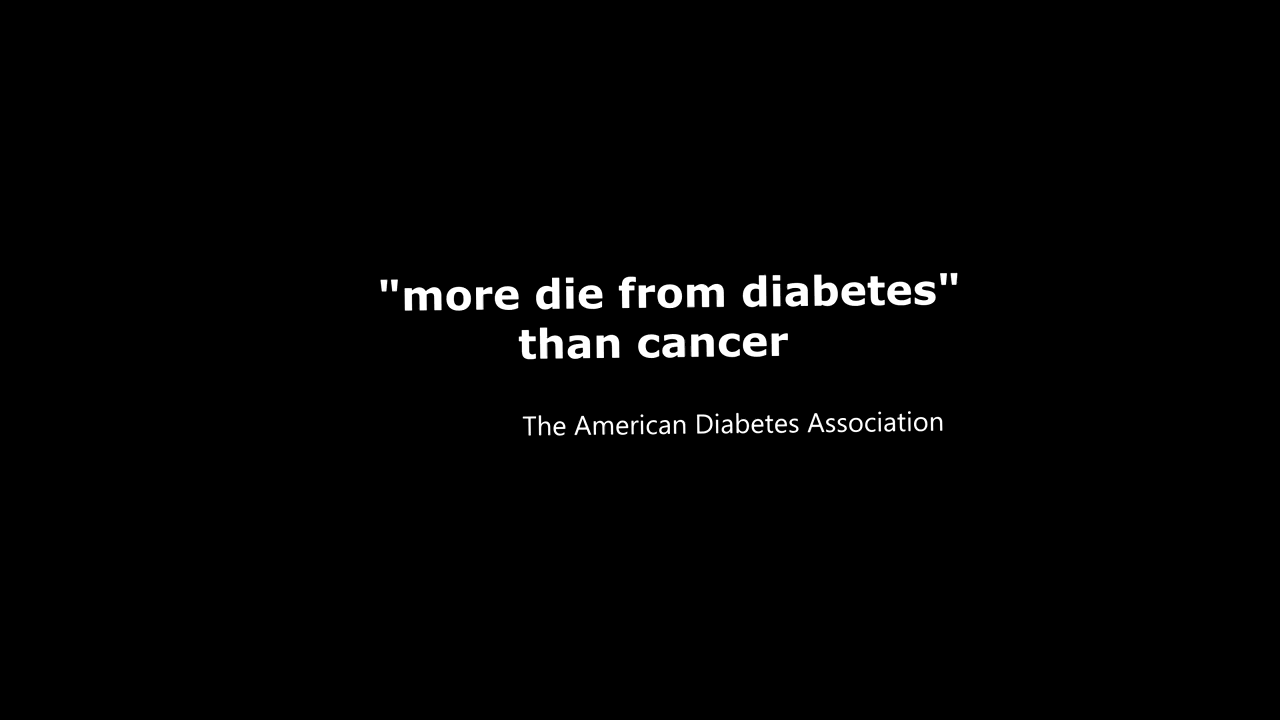 "more die from diabetes"
than cancer
The American Diabetes Association